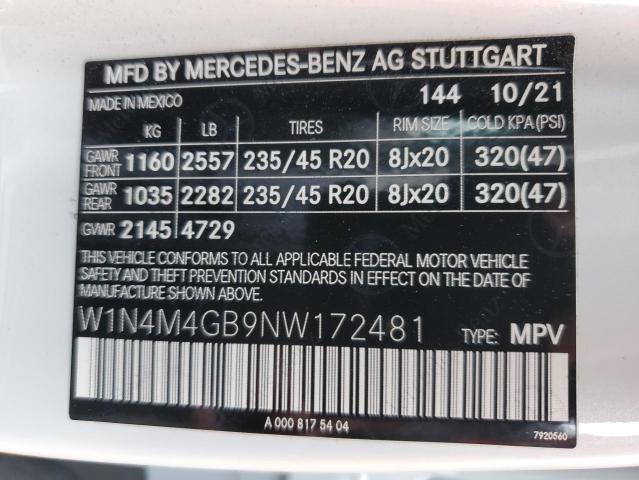 MFD BY MERCEDES-BENZ AG STUTTGART
MADE IN MEXICO 144 10/21
KG LB TIRES RIM SIZE COLD KPA(PSI)
GAWR FRONT 1160 2557 235/45 R20 8Jx20 320(47)
GAWR REAR 1035 2282 235/45 R20 8Jx20 320(47)
GVWR 2145 4729
THIS VEHICLE CONFORMS TO ALL APPLICABLE FEDERAL MOTOR VEHICLE
SAFETY AND THEFT PREVENTION STANDARDS IN EFFECT ON THE DATE OF
MANUFACTURE SHOWN ABOVE.
W1N4M4GB9NW172481 TYPE: MPV
A 000 817 54 04
7920560